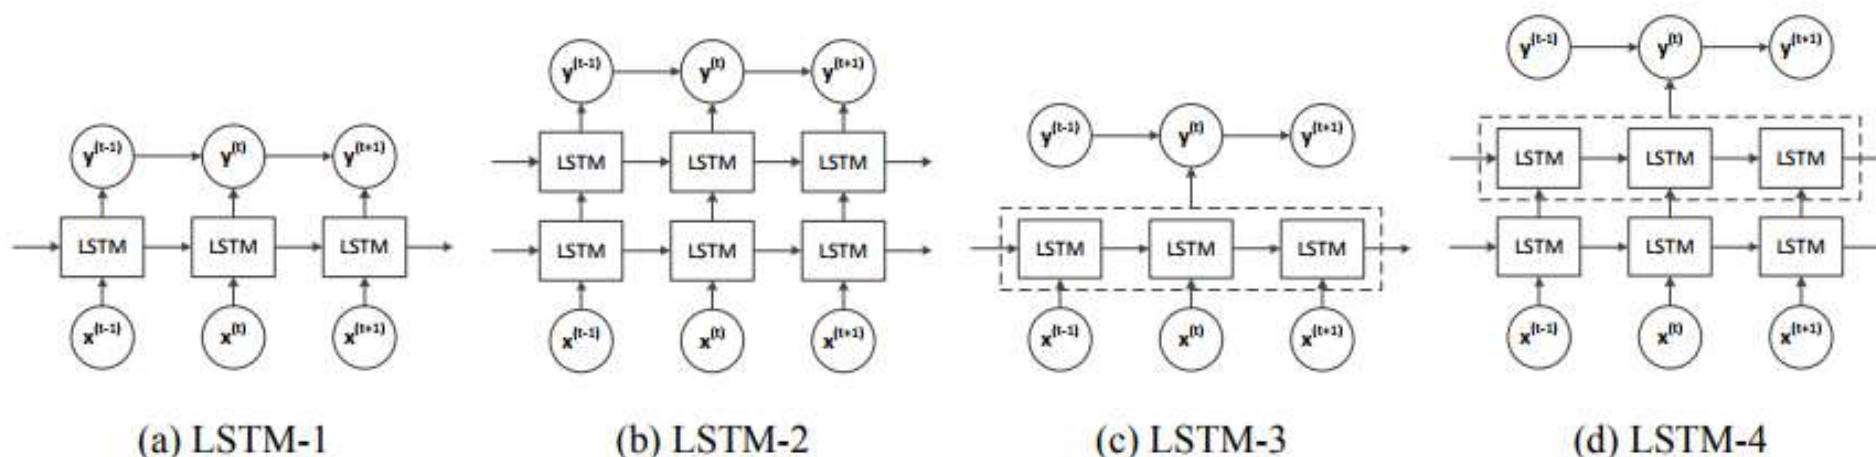 y(t-1) y(t) y(t+1)
LSTM LSTM LSTM
x(t-1) x(t) x(t+1)
(a) LSTM-1
y(t-1) y(t) y(t+1)
LSTM LSTM LSTM
LSTM LSTM LSTM
x(t-1) x(t) x(t+1)
(b) LSTM-2
y(t-1) y(t) y(t+1)
LSTM LSTM LSTM
x(t-1) x(t) x(t+1)
(c) LSTM-3
y(t-1) y(t) y(t+1)
LSTM LSTM LSTM
LSTM LSTM LSTM
x(t-1) x(t) x(t+1)
(d) LSTM-4